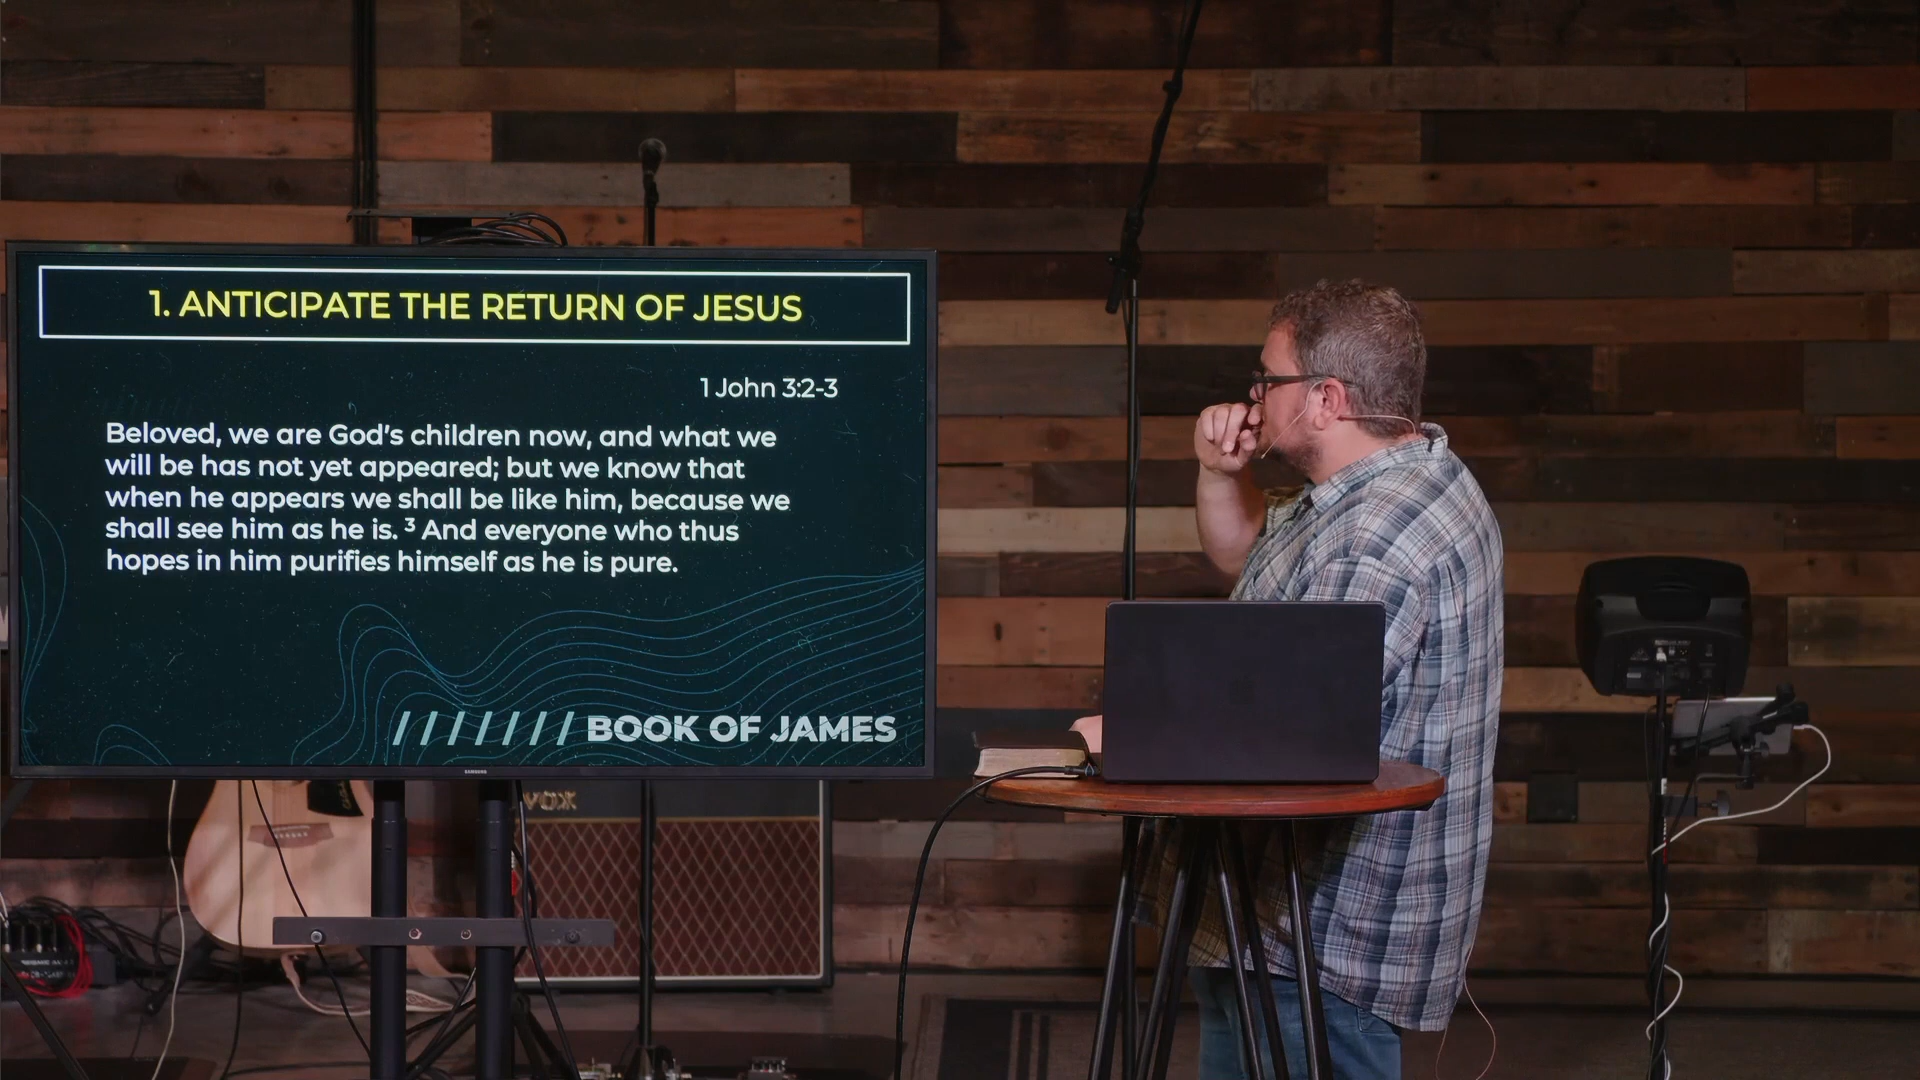 1. ANTICIPATE THE RETURN OF JESUS
1 John 3:2-3
Beloved, we are God's children now, and what we
will be has not yet appeared; but we know that
when he appears we shall be like him, because we
shall see him as he is. ³ And everyone who thus
hopes in him purifies himself as he is pure.
/////// BOOK OF JAMES
SAMSUNG
VOX